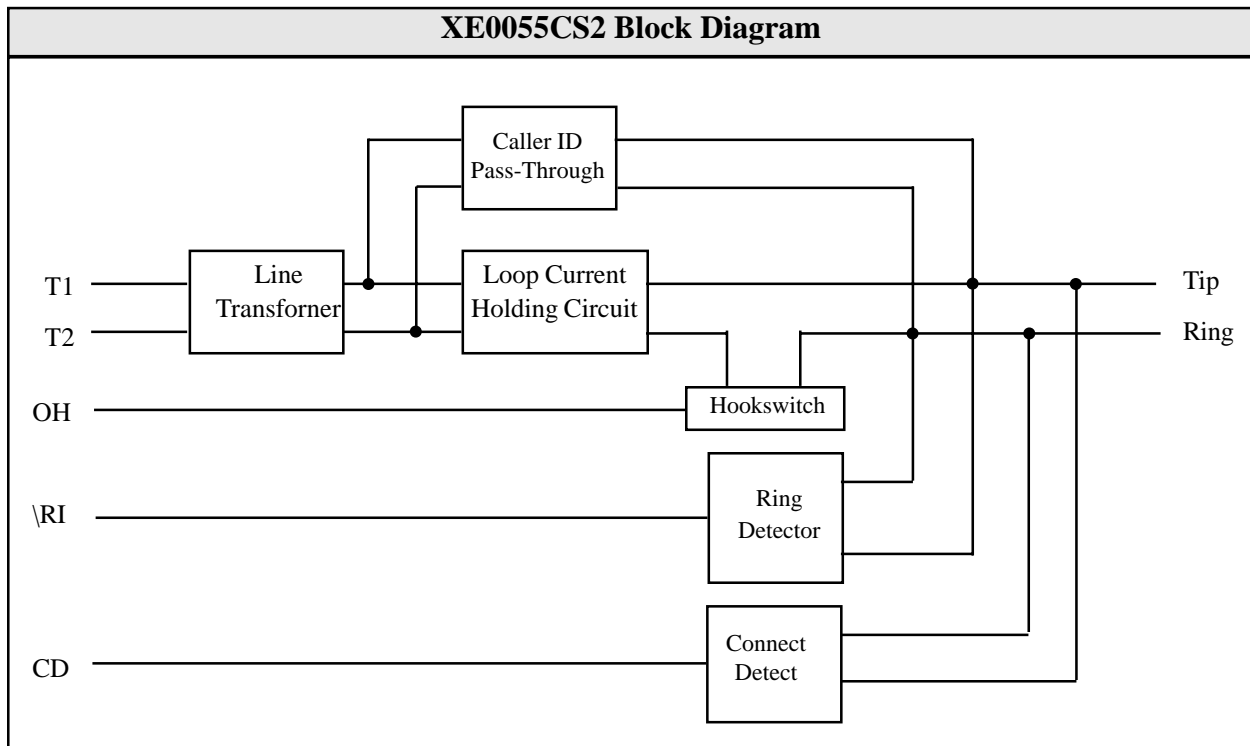 XE0055CS2 Block Diagram
Caller ID
Pass-Through
T1
T2
Line
Transforner
Loop Current
Holding Circuit
Tip
Ring
OH
Hookswitch
\RI
Ring
Detector
CD
Connect
Detect